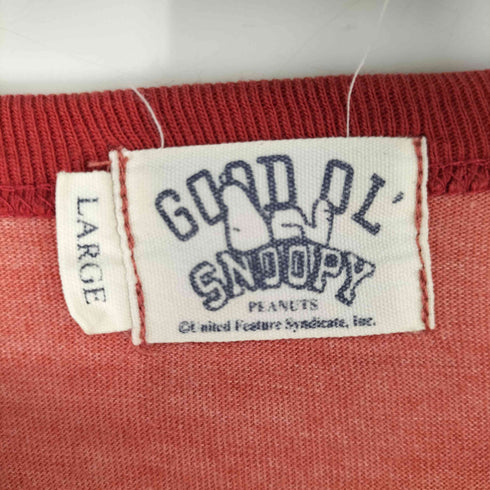 LARGE
GOOD OL'
SNOOPY
PEANUTS
©United Feature Syndicate, Inc.